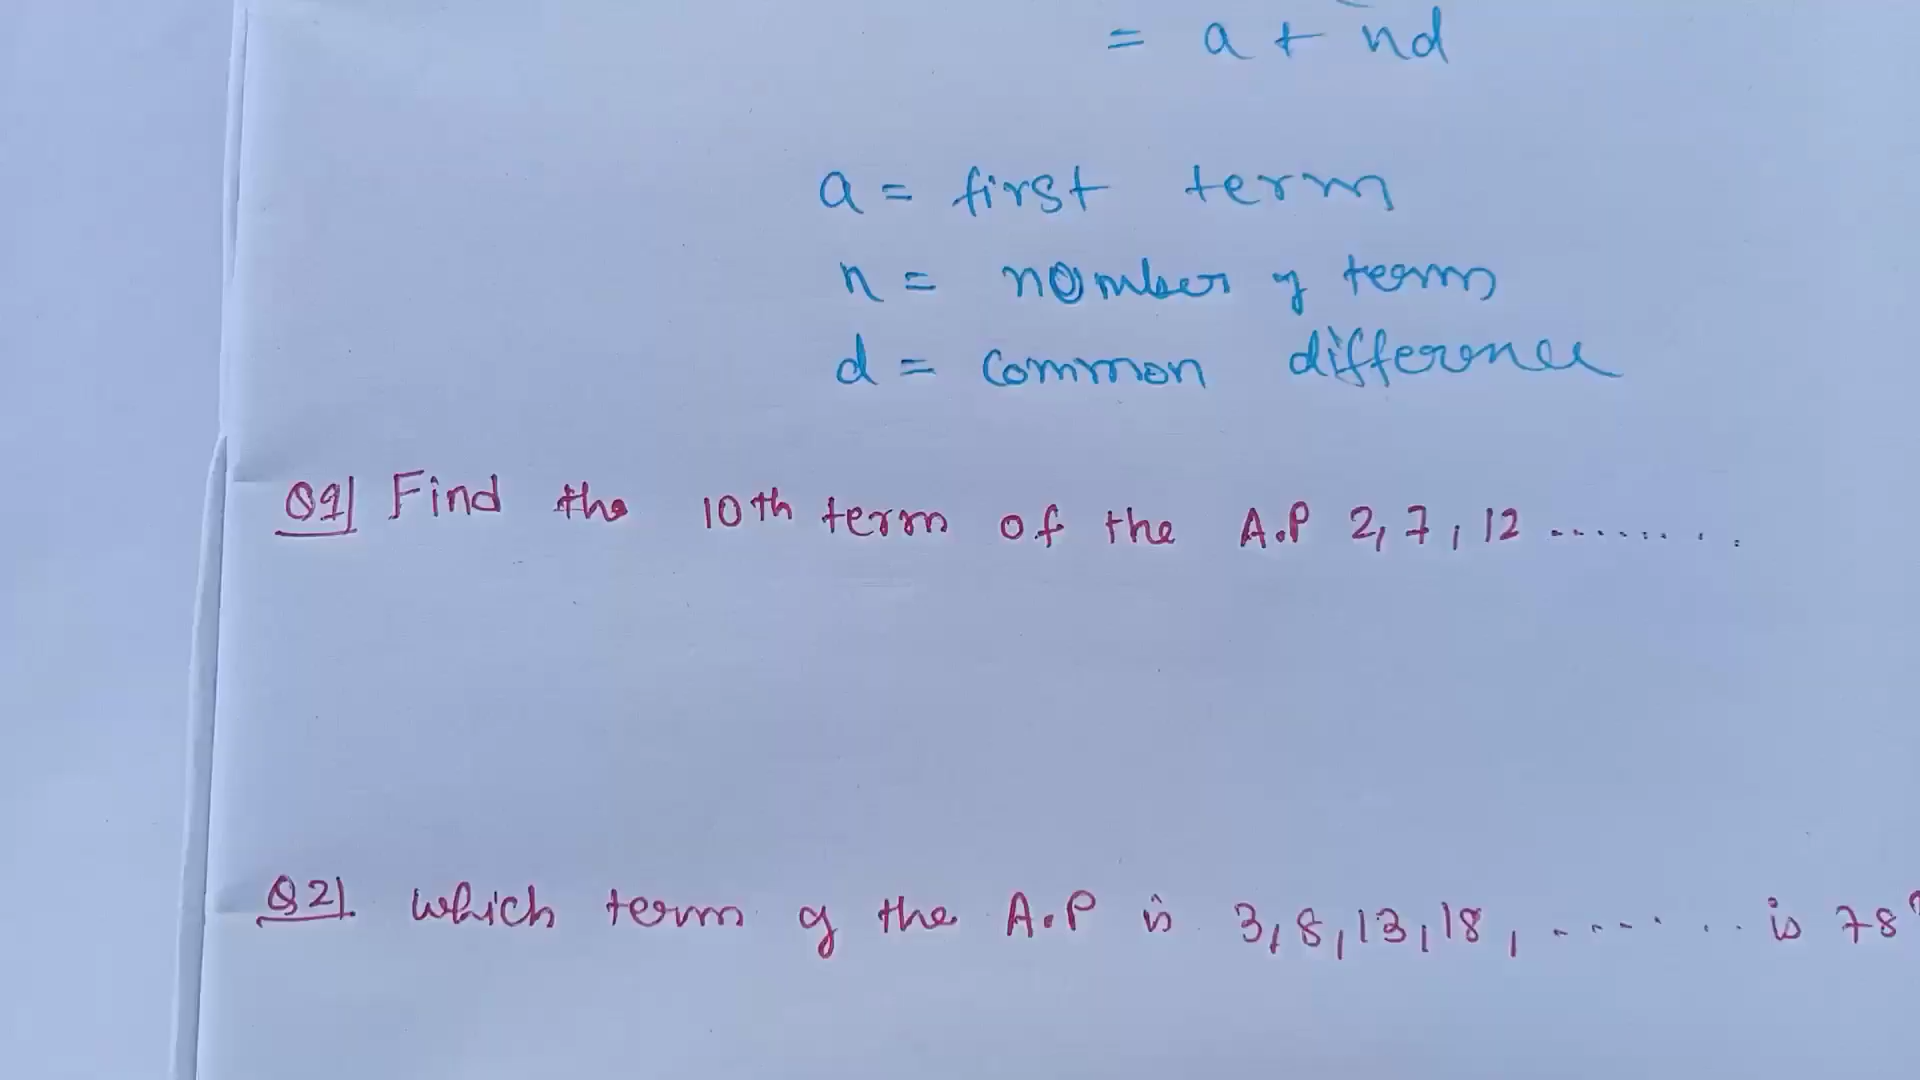 = a + nd
a = first term
n = number of term
d = common difference
Q1| Find the 10th term of the A.P 2, 7, 12 ........
Q2|. which term of the A.P is 3, 8, 13, 18, ........ is 78?